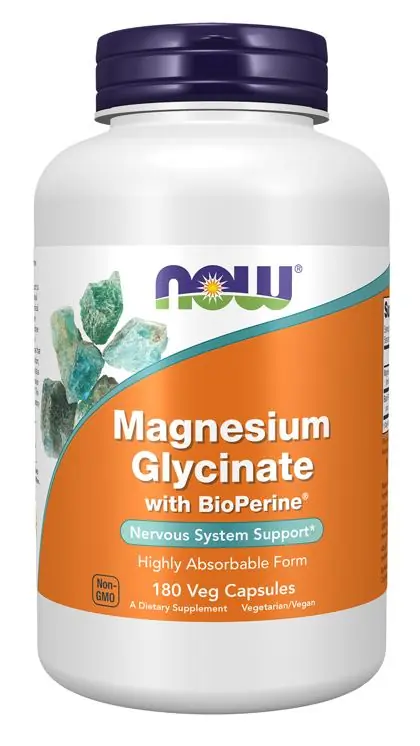 NOW®
Magnesium
Glycinate
with BioPerine®
Nervous System Support*
Highly Absorbable Form
180 Veg Capsules
Non-
GMO
A Dietary Supplement Vegetarian/Vegan